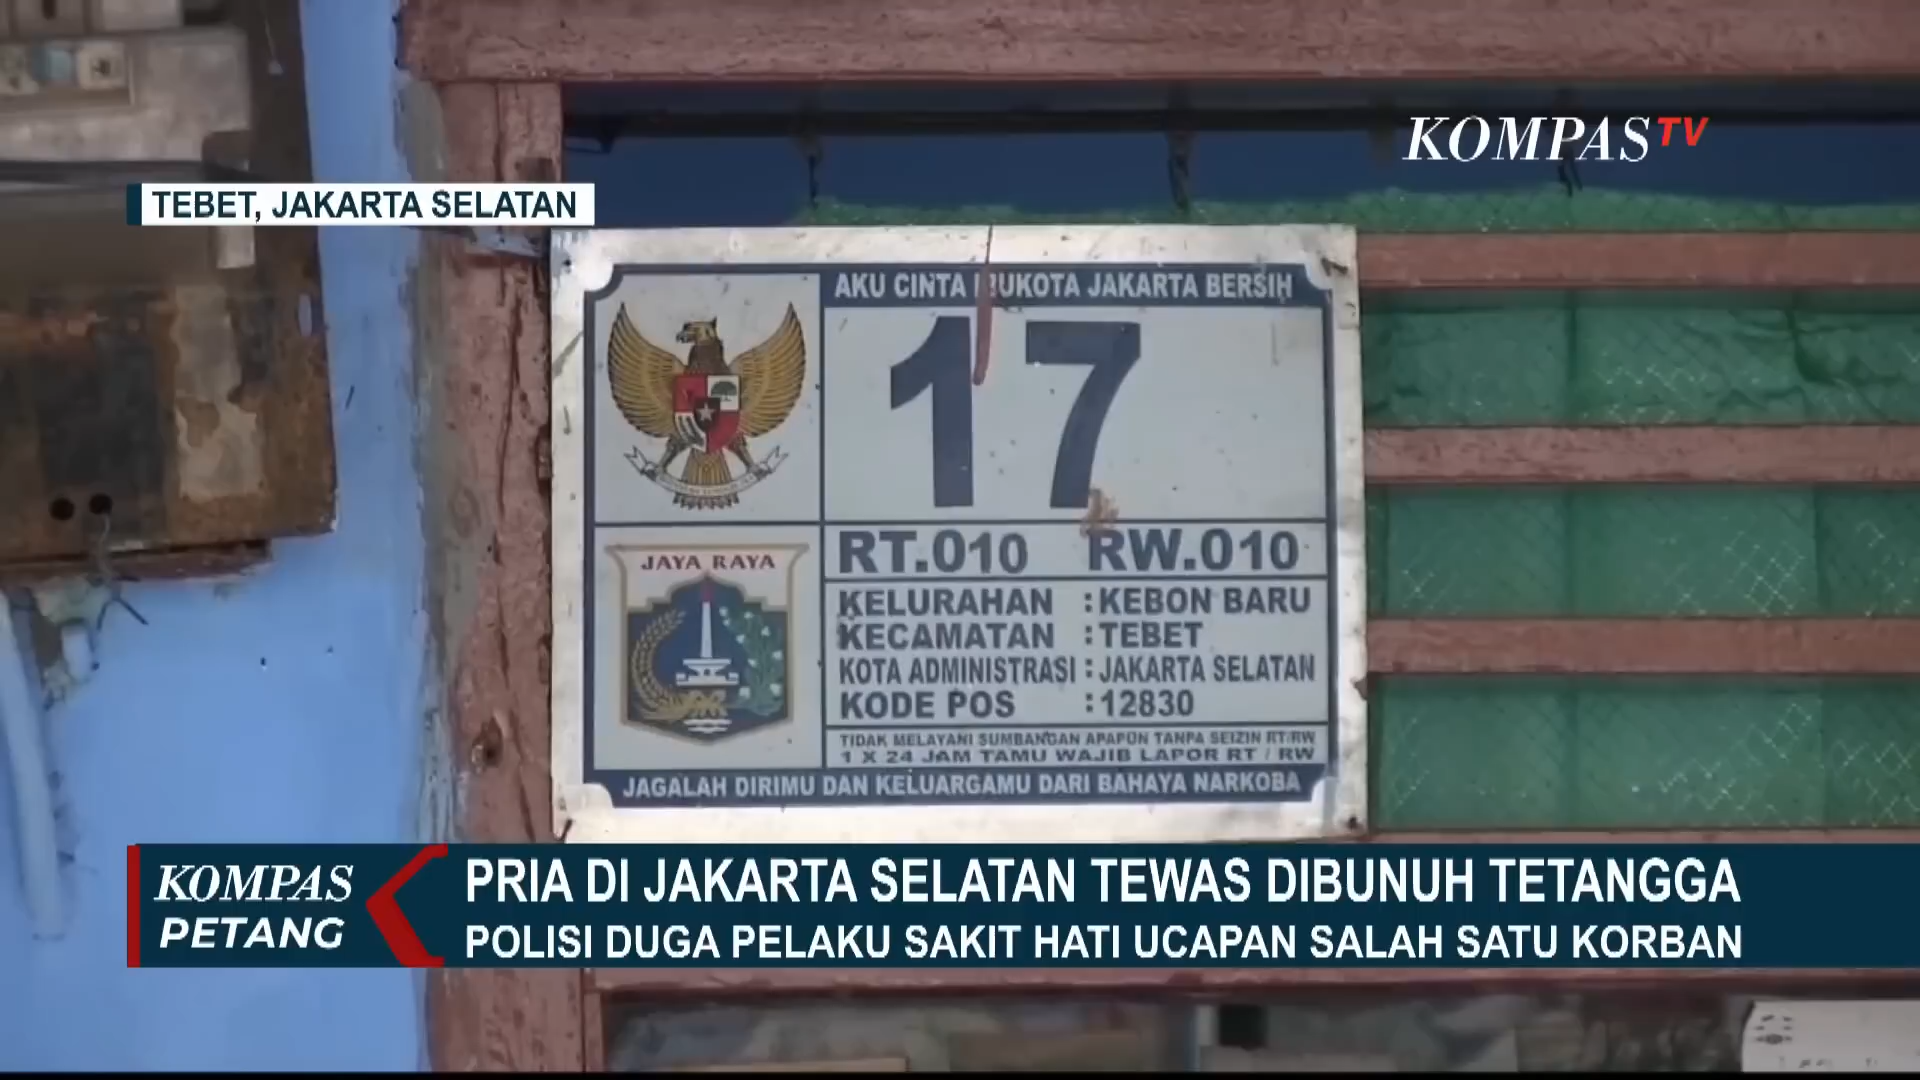 KOMPAS TV
TEBET, JAKARTA SELATAN
AKU CINTA IBUKOTA JAKARTA BERSIH
17
RT.010 RW.010
JAYA RAYA
KELURAHAN : KEBON BARU
KECAMATAN : TEBET
KOTA ADMINISTRASI : JAKARTA SELATAN
KODE POS : 12830
TIDAK MELAYANI SUMBANGAN APAPUN TANPA SEIZIN RT/RW
1 X 24 JAM TAMU WAJIB LAPOR RT / RW
JAGALAH DIRIMU DAN KELUARGAMU DARI BAHAYA NARKOBA
KOMPAS PETANG
PRIA DI JAKARTA SELATAN TEWAS DIBUNUH TETANGGA
POLISI DUGA PELAKU SAKIT HATI UCAPAN SALAH SATU KORBAN